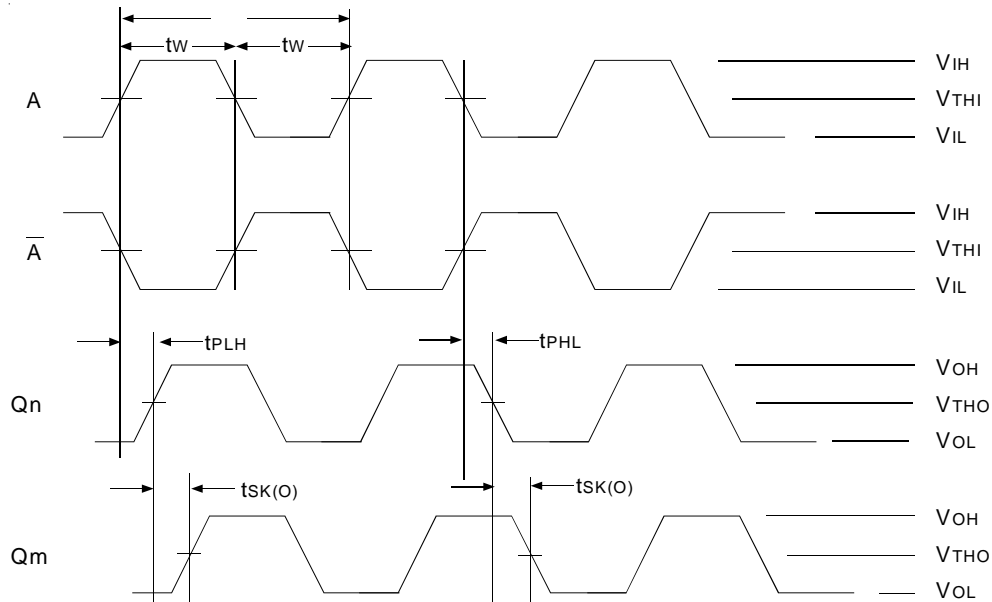 tW tW
VIH
A VTHI
VIL
VIH
A VTHI
VIL
tPLH tPHL
VOH
Qn VTHO
VOL
tSK(O) tSK(O)
VOH
Qm VTHO
VOL